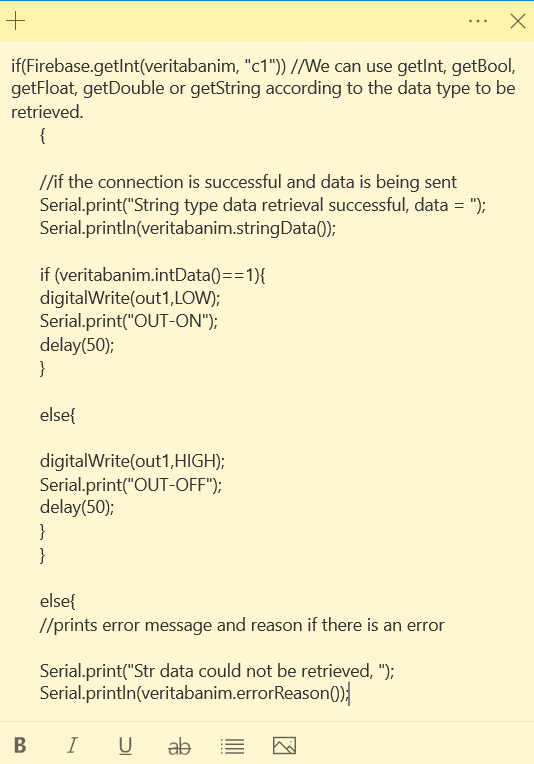 if(Firebase.getInt(veritabanim, "c1")) //We can use getInt, getBool,
getFloat, getDouble or getString according to the data type to be
retrieved.
{
//if the connection is successful and data is being sent
Serial.print("String type data retrieval successful, data = ");
Serial.println(veritabanim.stringData());
if (veritabanim.intData()==1){
digitalWrite(out1,LOW);
Serial.print("OUT-ON");
delay(50);
}
else{
digitalWrite(out1,HIGH);
Serial.print("OUT-OFF");
delay(50);
}
}
else{
//prints error message and reason if there is an error
Serial.print("Str data could not be retrieved, ");
Serial.println(veritabanim.errorReason());
B I U ab